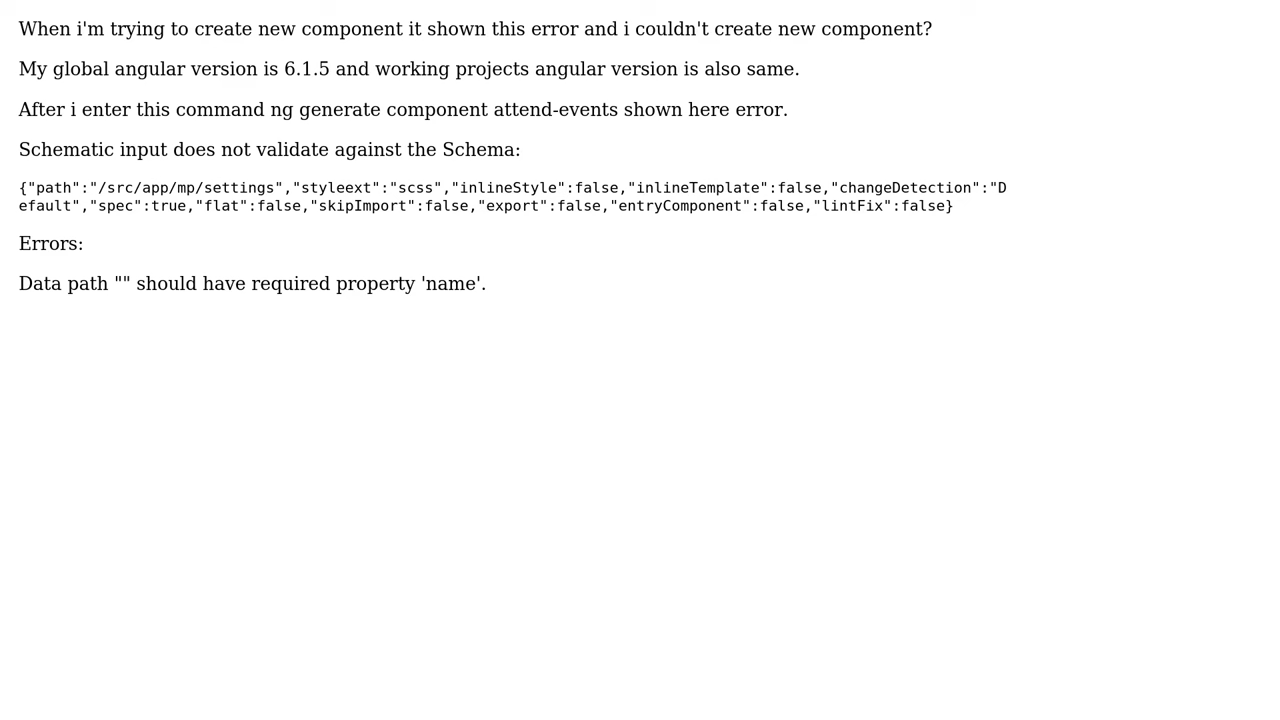 When i'm trying to create new component it shown this error and i couldn't create new component?
My global angular version is 6.1.5 and working projects angular version is also same.
After i enter this command ng generate component attend-events shown here error.
Schematic input does not validate against the Schema:
{"path":"/src/app/mp/settings","styleext":"scss","inlineStyle":false,"inlineTemplate":false,"changeDetection":"D
efault","spec":true,"flat":false,"skipImport":false,"export":false,"entryComponent":false,"lintFix":false}
Errors:
Data path "" should have required property 'name'.